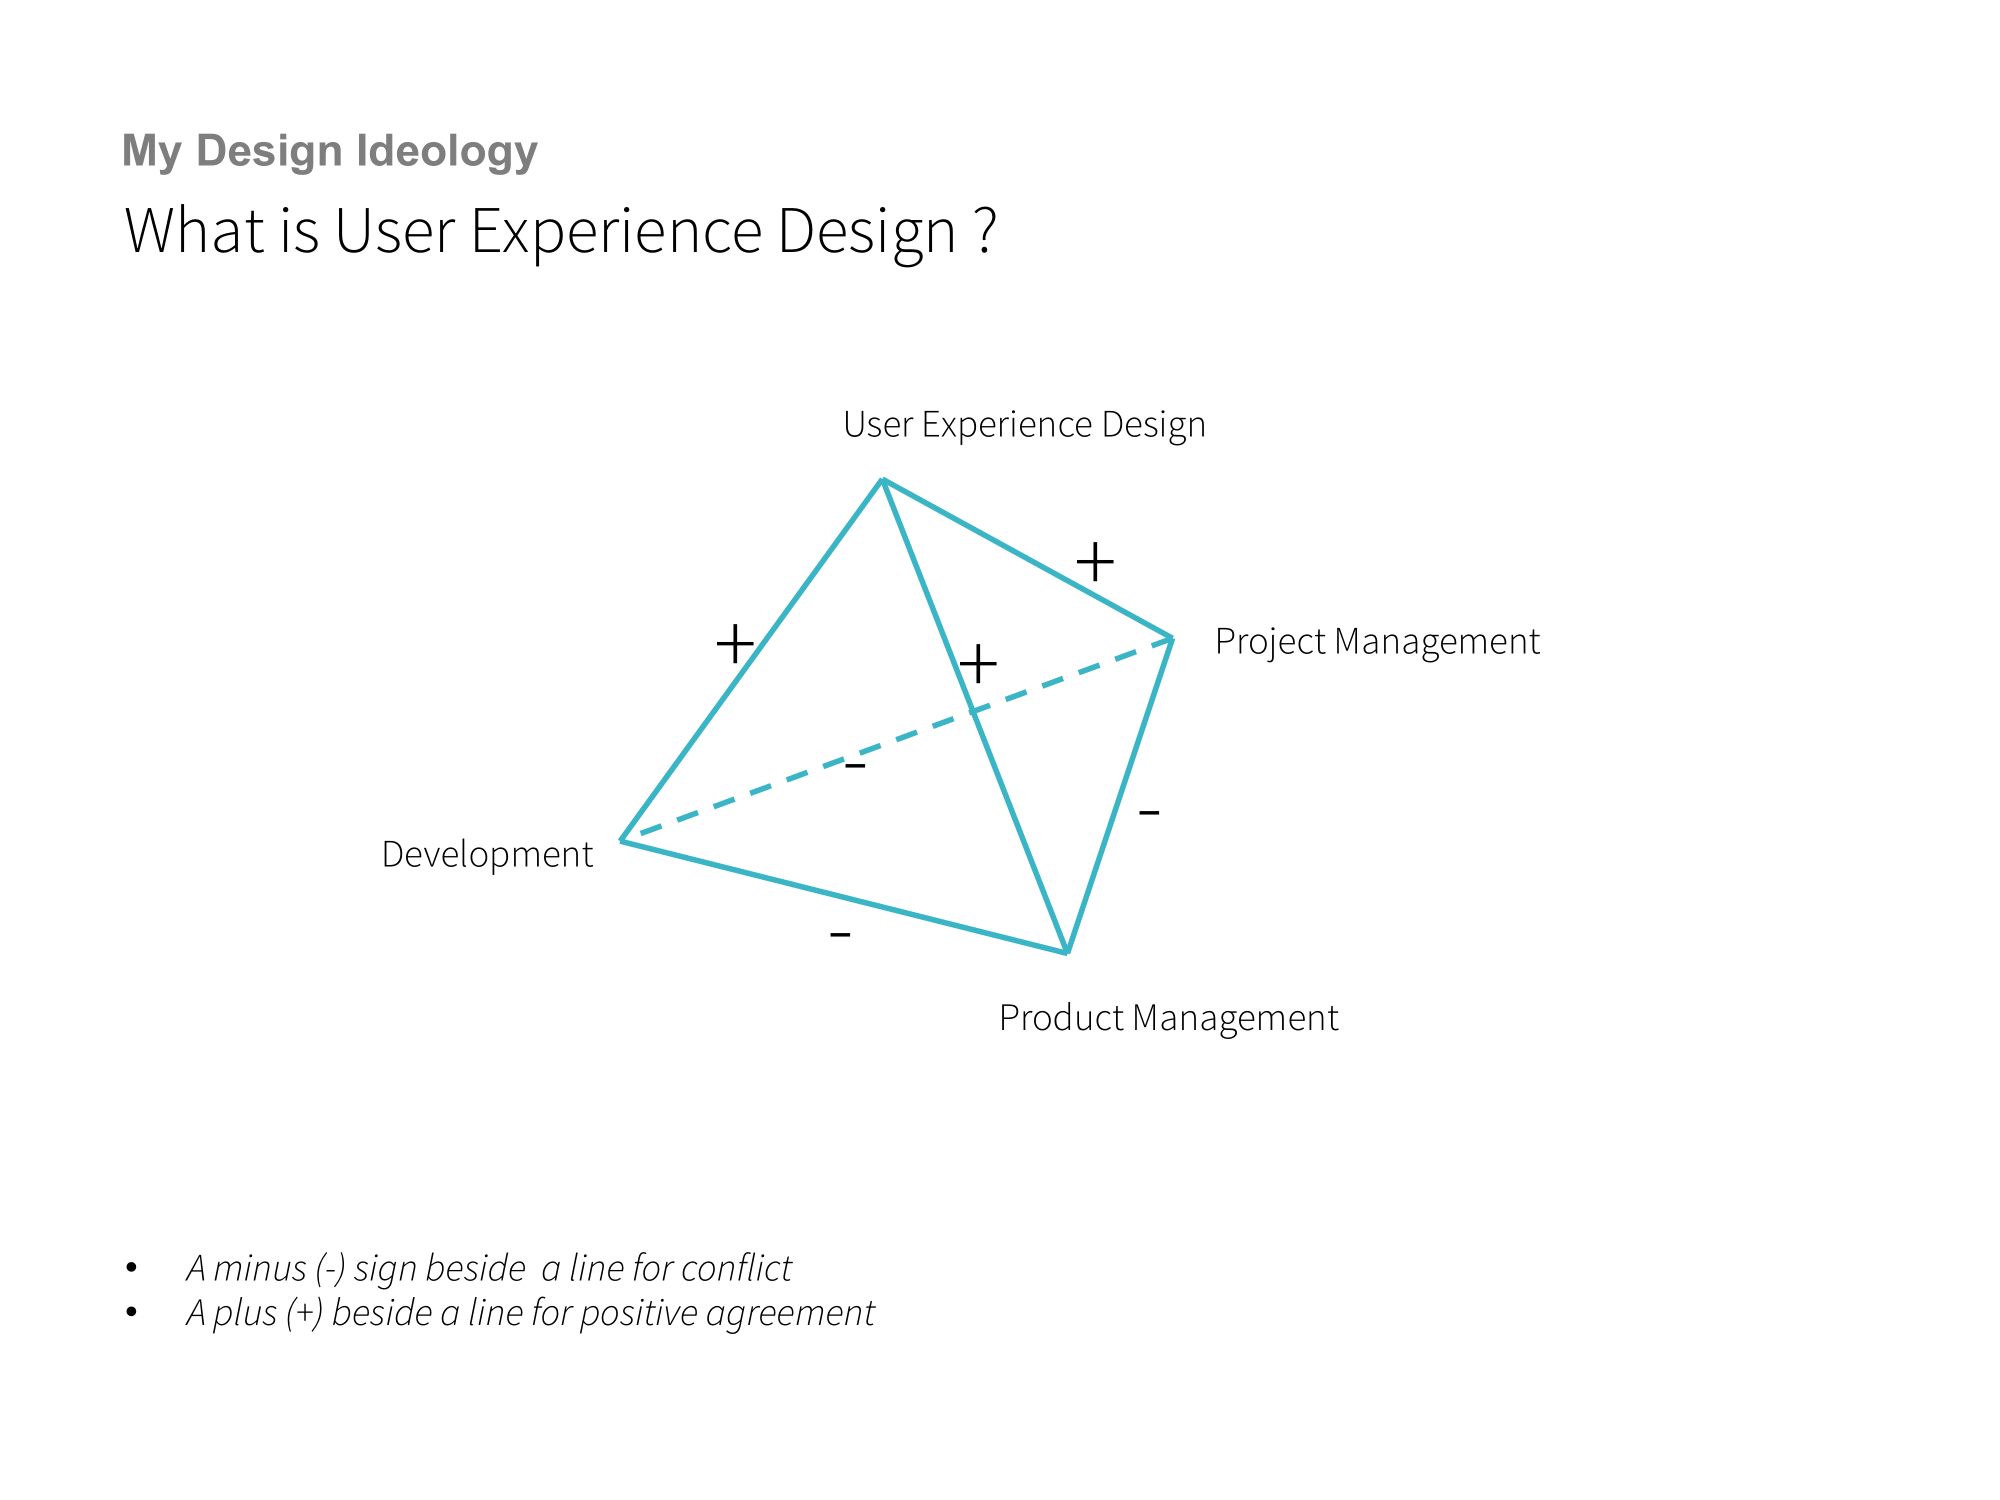 My Design Ideology
What is User Experience Design ?
User Experience Design
+
Project Management
+
+
-
-
Development
-
Product Management
• A minus (-) sign beside  a line for conflict
• A plus (+) beside a line for positive agreement